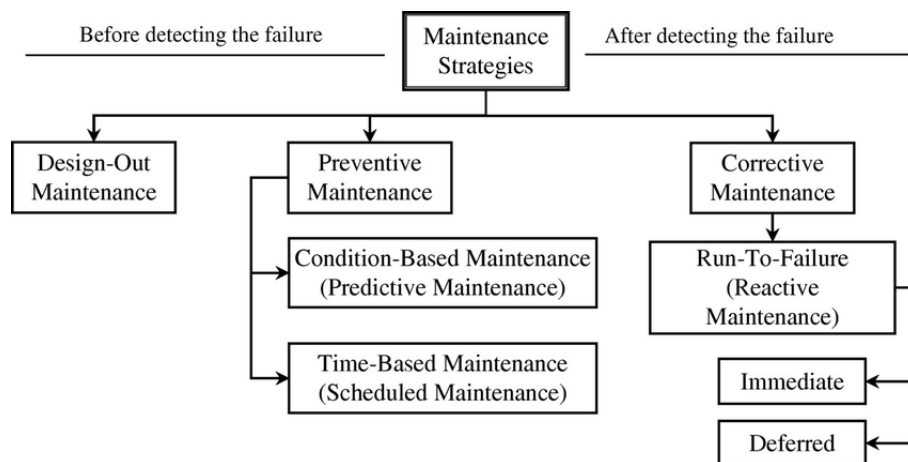 Before detecting the failure
Maintenance
Strategies
After detecting the failure
Design-Out
Maintenance
Preventive
Maintenance
Corrective
Maintenance
Condition-Based Maintenance
(Predictive Maintenance)
Run-To-Failure
(Reactive
Maintenance)
Time-Based Maintenance
(Scheduled Maintenance)
Immediate
Deferred